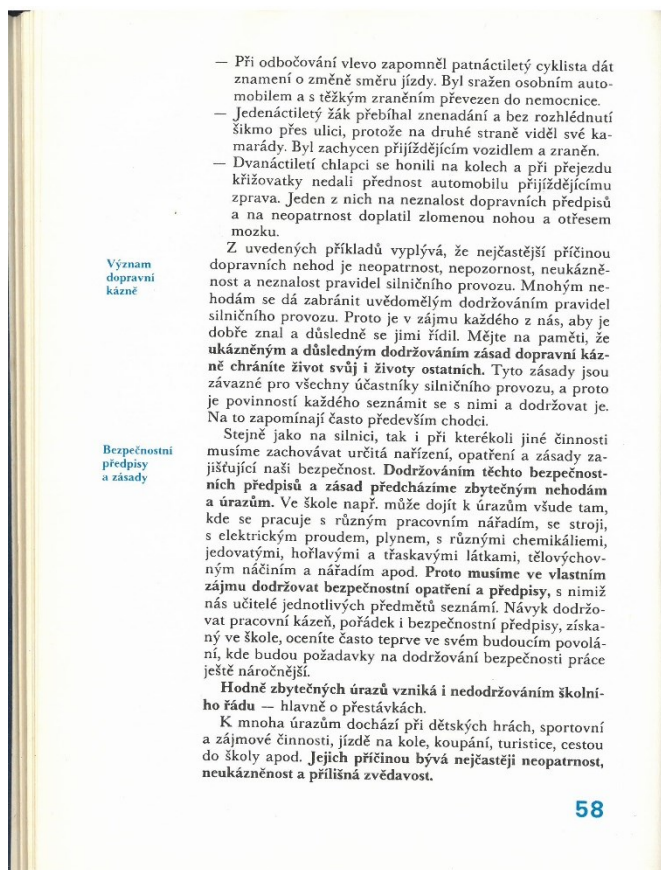 — Při odbočování vlevo zapomněl patnáctiletý cyklista dát
znamení o změně směru jízdy. Byl sražen osobním auto-
mobilem a s těžkým zraněním převezen do nemocnice.
— Jedenáctiletý žák přebíhal znenadání a bez rozhlédnutí
šikmo přes ulici, protože na druhé straně viděl své ka-
marády. Byl zachycen přijíždějícím vozidlem a zraněn.
— Dvanáctiletí chlapci se honili na kolech a při přejezdu
křižovatky nedali přednost automobilu přijíždějícímu
zprava. Jeden z nich na neznalost dopravních předpisů
a na neopatrnost doplatil zlomenou nohou a otřesem
mozku.
Význam
dopravní
kázně
Z uvedených příkladů vyplývá, že nejčastější příčinou
dopravních nehod je neopatrnost, nepozornost, neukázně-
nost a neznalost pravidel silničního provozu. Mnohým ne-
hodám se dá zabránit uvědomělým dodržováním pravidel
silničního provozu. Proto je v zájmu každého z nás, aby je
dobře znal a důsledně se jimi řídil. Mějte na paměti, že
ukázněným a důsledným dodržováním zásad dopravní káz-
ně chráníte život svůj i životy ostatních. Tyto zásady jsou
závazné pro všechny účastníky silničního provozu, a proto
je povinností každého seznámit se s nimi a dodržovat je.
Na to zapomínají často především chodci.
Bezpečnostní
předpisy
a zásady
Stejně jako na silnici, tak i při kterékoli jiné činnosti
musíme zachovávat určitá nařízení, opatření a zásady za-
jišťující naši bezpečnost. Dodržováním těchto bezpečnost-
ních předpisů a zásad předcházíme zbytečným nehodám
a úrazům. Ve škole např. může dojít k úrazům všude tam,
kde se pracuje s různým pracovním nářadím, se stroji,
s elektrickým proudem, plynem, s různými chemikáliemi,
jedovatými, hořlavými a třaskavými látkami, tělovýchov-
ným náčiním a nářadím apod. Proto musíme ve vlastním
zájmu dodržovat bezpečnostní opatření a předpisy, s nimiž
nás učitelé jednotlivých předmětů seznámí. Návyk dodržo-
vat pracovní kázeň, pořádek i bezpečnostní předpisy, získa-
ný ve škole, oceníte často teprve ve svém budoucím povolá-
ní, kde budou požadavky na dodržování bezpečnosti práce
ještě náročnější.
Hodně zbytečných úrazů vzniká i nedodržováním školní-
ho řádu — hlavně o přestávkách.
K mnoha úrazům dochází při dětských hrách, sportovní
a zájmové činnosti, jízdě na kole, koupání, turistice, cestou
do školy apod. Jejich příčinou bývá nejčastěji neopatrnost,
neukázněnost a přílišná zvědavost.
58